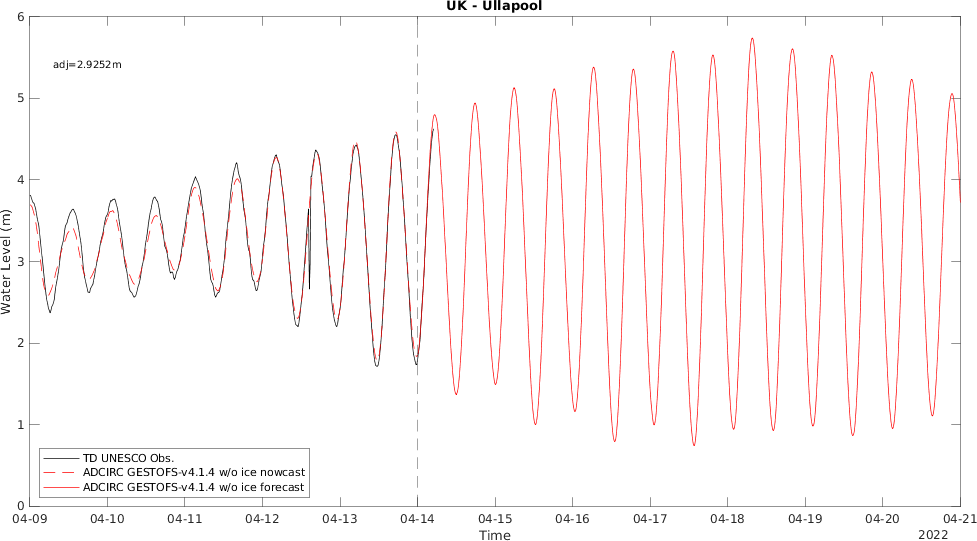 UK - Ullapool
6
adj=2.9252m
5
4
3
2
1
0
Water Level (m)
TD UNESCO Obs.
ADCIRC GESTOFS-v4.1.4 w/o ice nowcast
ADCIRC GESTOFS-v4.1.4 w/o ice forecast
04-09 04-10 04-11 04-12 04-13 04-14 04-15 04-16 04-17 04-18 04-19 04-20 04-21
Time
2022